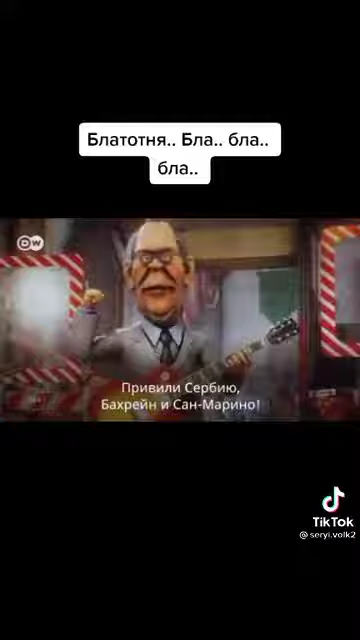 Блатотня.. Бла.. бла..
бла..
DW
Привили Сербию,
Бахрейн и Сан-Марино!
TikTok
@seryi.volk2